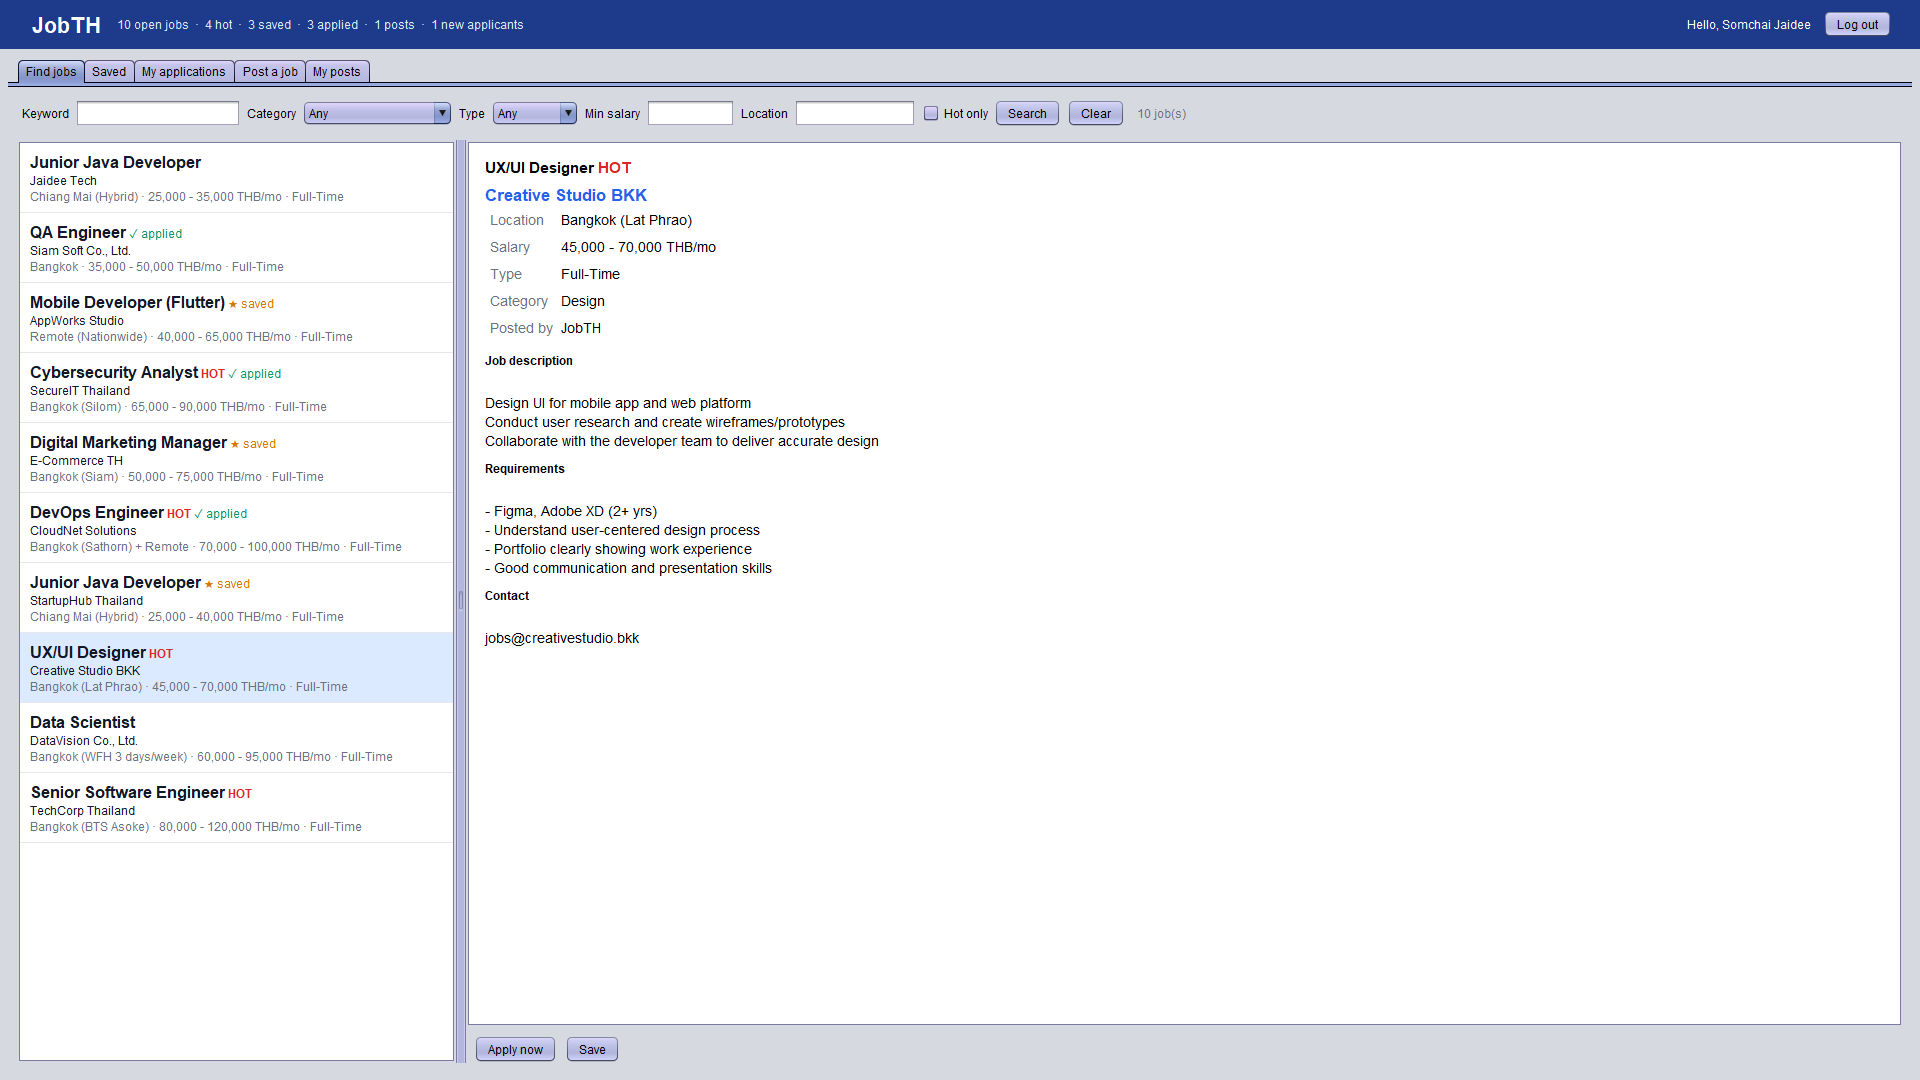 JobTH 10 open jobs · 4 hot · 3 saved · 3 applied · 1 posts · 1 new applicants Hello, Somchai Jaidee Log out
Find jobs Saved My applications Post a job My posts
Keyword Category Any Type Any Min salary Location Hot only Search Clear 10 job(s)
Junior Java Developer
Jaidee Tech
Chiang Mai (Hybrid) · 25,000 - 35,000 THB/mo · Full-Time
QA Engineer ✓ applied
Siam Soft Co., Ltd.
Bangkok · 35,000 - 50,000 THB/mo · Full-Time
Mobile Developer (Flutter) ★ saved
AppWorks Studio
Remote (Nationwide) · 40,000 - 65,000 THB/mo · Full-Time
Cybersecurity Analyst HOT ✓ applied
SecureIT Thailand
Bangkok (Silom) · 65,000 - 90,000 THB/mo · Full-Time
Digital Marketing Manager ★ saved
E-Commerce TH
Bangkok (Siam) · 50,000 - 75,000 THB/mo · Full-Time
DevOps Engineer HOT ✓ applied
CloudNet Solutions
Bangkok (Sathorn) + Remote · 70,000 - 100,000 THB/mo · Full-Time
Junior Java Developer ★ saved
StartupHub Thailand
Chiang Mai (Hybrid) · 25,000 - 40,000 THB/mo · Full-Time
UX/UI Designer HOT
Creative Studio BKK
Bangkok (Lat Phrao) · 45,000 - 70,000 THB/mo · Full-Time
Data Scientist
DataVision Co., Ltd.
Bangkok (WFH 3 days/week) · 60,000 - 95,000 THB/mo · Full-Time
Senior Software Engineer HOT
TechCorp Thailand
Bangkok (BTS Asoke) · 80,000 - 120,000 THB/mo · Full-Time
UX/UI Designer HOT
Creative Studio BKK
Location Bangkok (Lat Phrao)
Salary 45,000 - 70,000 THB/mo
Type Full-Time
Category Design
Posted by JobTH
Job description
Design UI for mobile app and web platform
Conduct user research and create wireframes/prototypes
Collaborate with the developer team to deliver accurate design
Requirements
- Figma, Adobe XD (2+ yrs)
- Understand user-centered design process
- Portfolio clearly showing work experience
- Good communication and presentation skills
Contact
jobs@creativestudio.bkk
Apply now Save